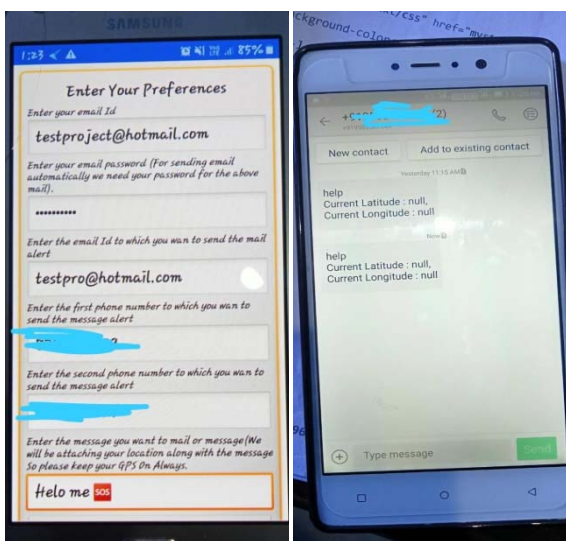 SAMSUNG
1:23
85%
Enter Your Preferences
Enter your email Id
testproject@hotmail.com
Enter your email password (For sending email
automatically we need your password for the above
mail).
••••••••••
Enter the email Id to which you wan to send the mail
alert
testpro@hotmail.com
Enter the first phone number to which you wan to
send the message alert
Enter the second phone number to which you wan to
send the message alert
Enter the message you want to mail or message(We
will be attaching your location along with the message
So please keep your GPS On Always.
Helo me SOS
/css" href="
ckground-color
New contact
Add to existing contact
Yesterday 11:15 AM
help
Current Latitude : null,
Current Longitude : null
Now
help
Current Latitude : null,
Current Longitude : null
Type message
Send